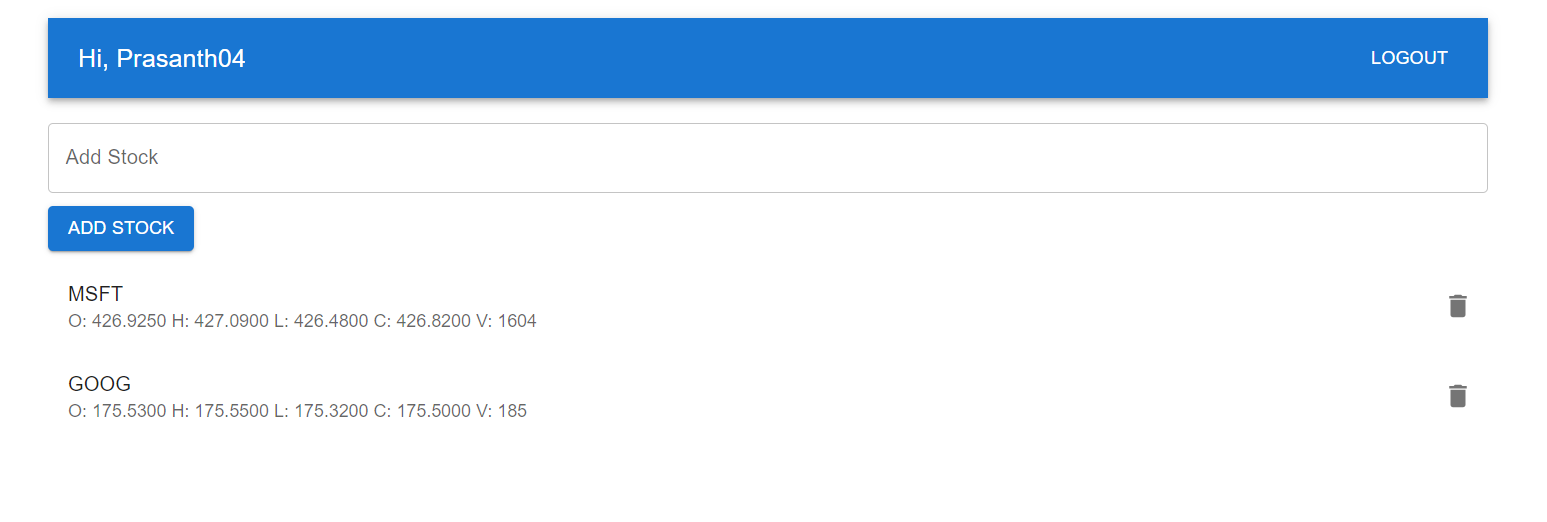 Hi, Prasanth04
LOGOUT
Add Stock
ADD STOCK
MSFT
O: 426.9250 H: 427.0900 L: 426.4800 C: 426.8200 V: 1604
GOOG
O: 175.5300 H: 175.5500 L: 175.3200 C: 175.5000 V: 185